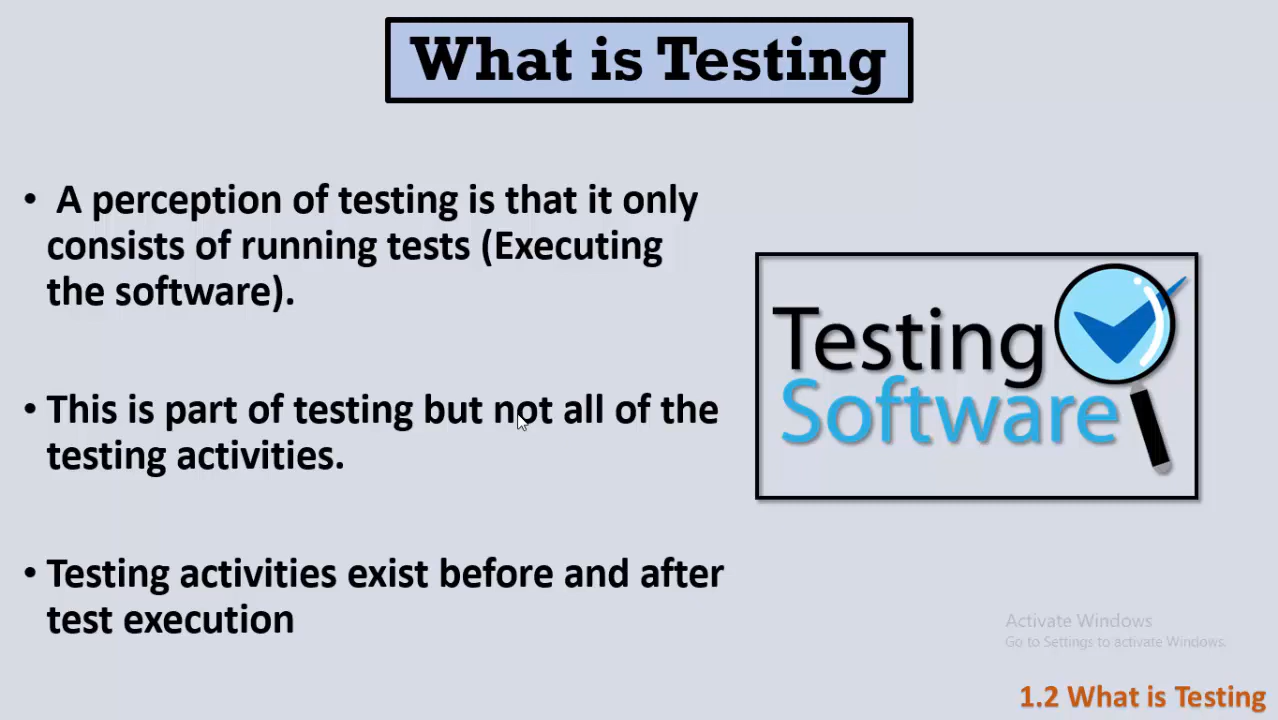 What is Testing
• A perception of testing is that it only
consists of running tests (Executing
the software).
• This is part of testing but not all of the
testing activities.
• Testing activities exist before and after
test execution
Testing
Software
Activate Windows
Go to Settings to activate Windows.
1.2 What is Testing